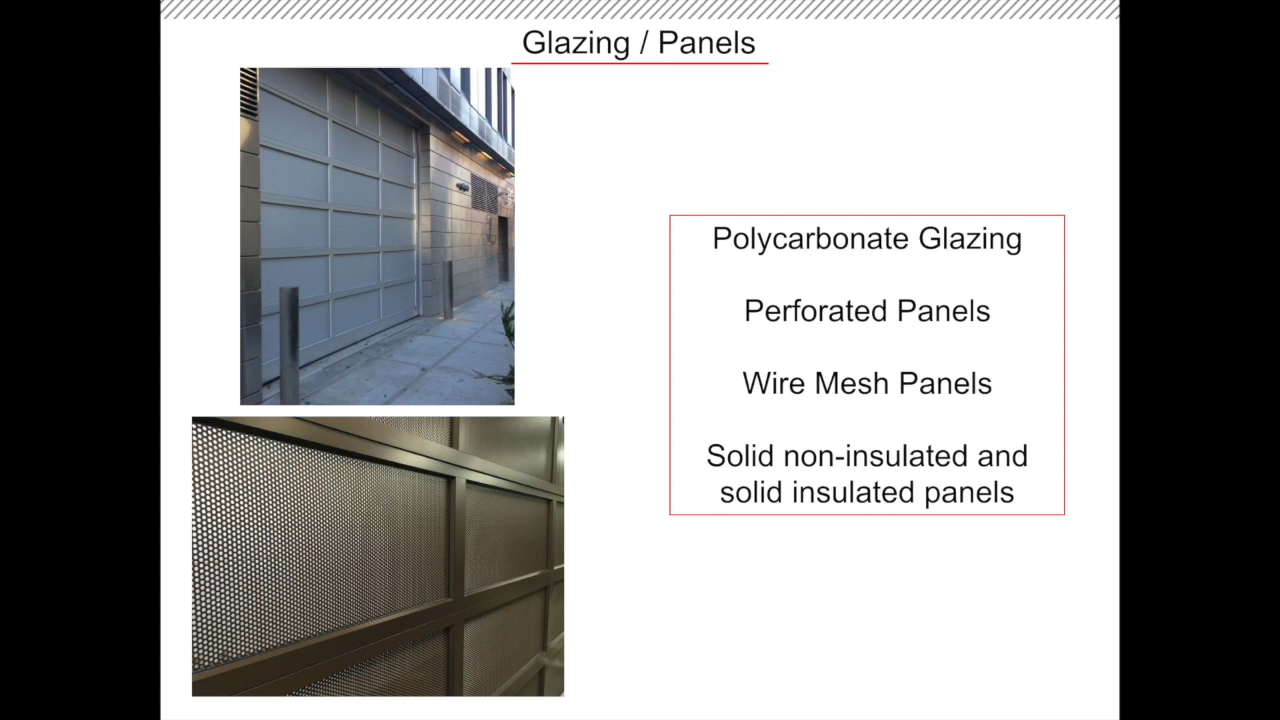 Glazing / Panels
Polycarbonate Glazing
Perforated Panels
Wire Mesh Panels
Solid non-insulated and
solid insulated panels